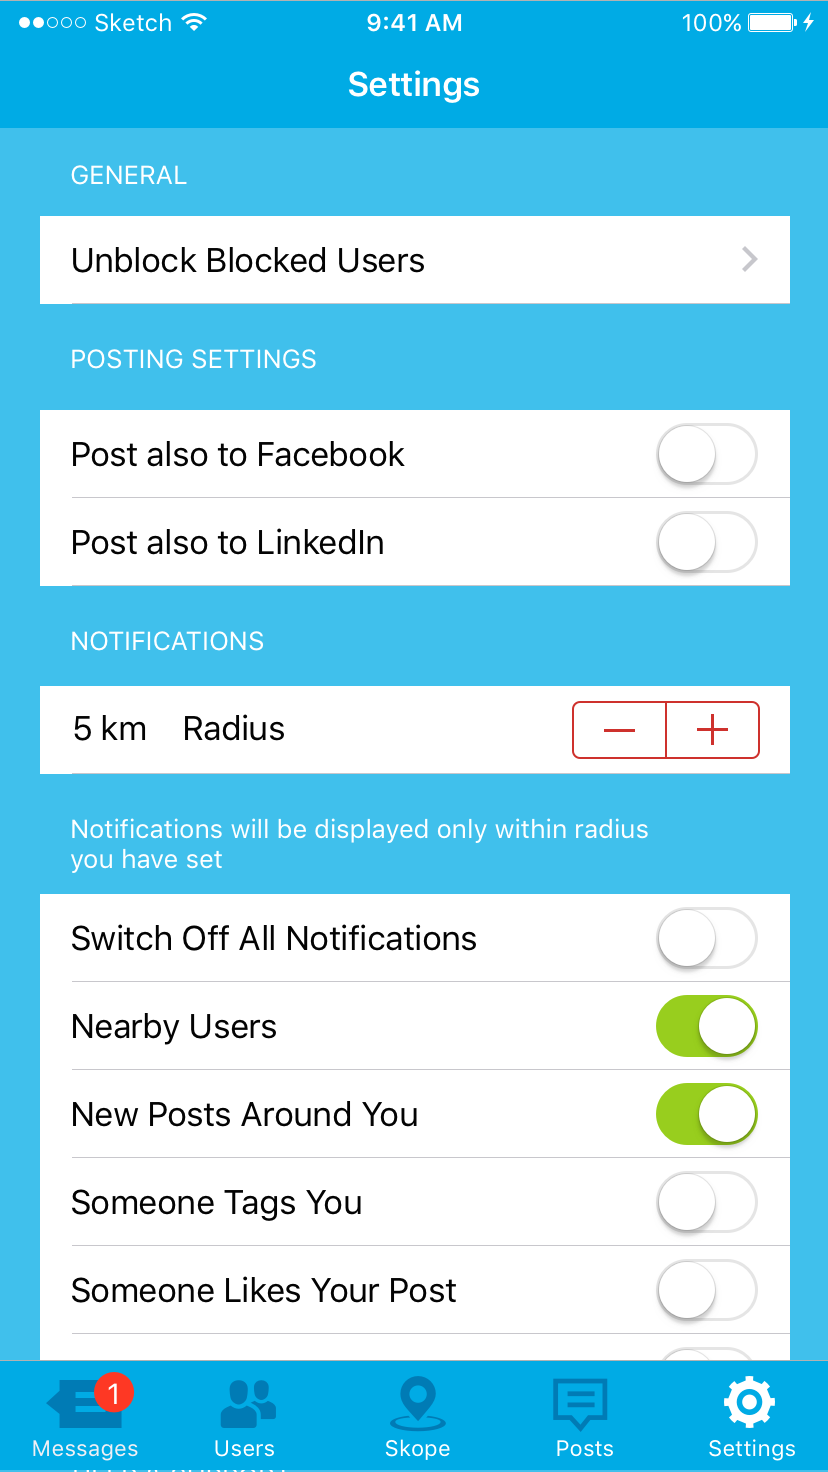 Sketch 9:41 AM 100%
Settings
GENERAL
Unblock Blocked Users
POSTING SETTINGS
Post also to Facebook
Post also to LinkedIn
NOTIFICATIONS
5 km Radius
Notifications will be displayed only within radius
you have set
Switch Off All Notifications
Nearby Users
New Posts Around You
Someone Tags You
Someone Likes Your Post
1
Messages Users Skope Posts Settings